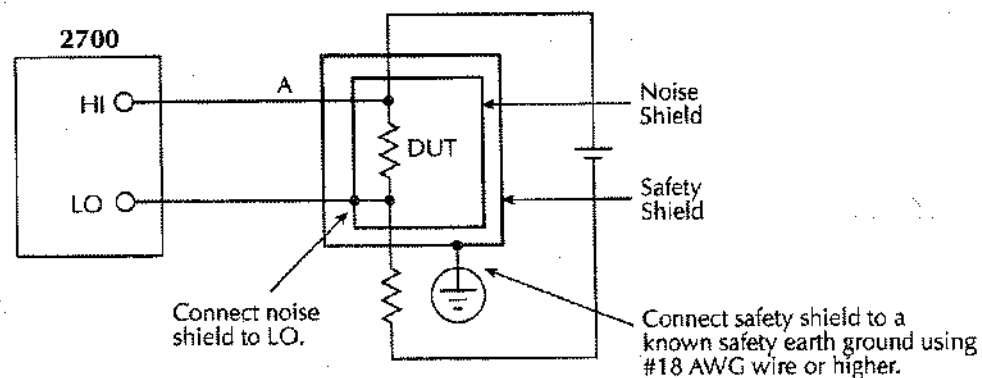 2700
HI
A
DUT
LO
Noise
Shield
Safety
Shield
Connect noise
shield to LO.
Connect safety shield to a
known safety earth ground using
#18 AWG wire or higher.